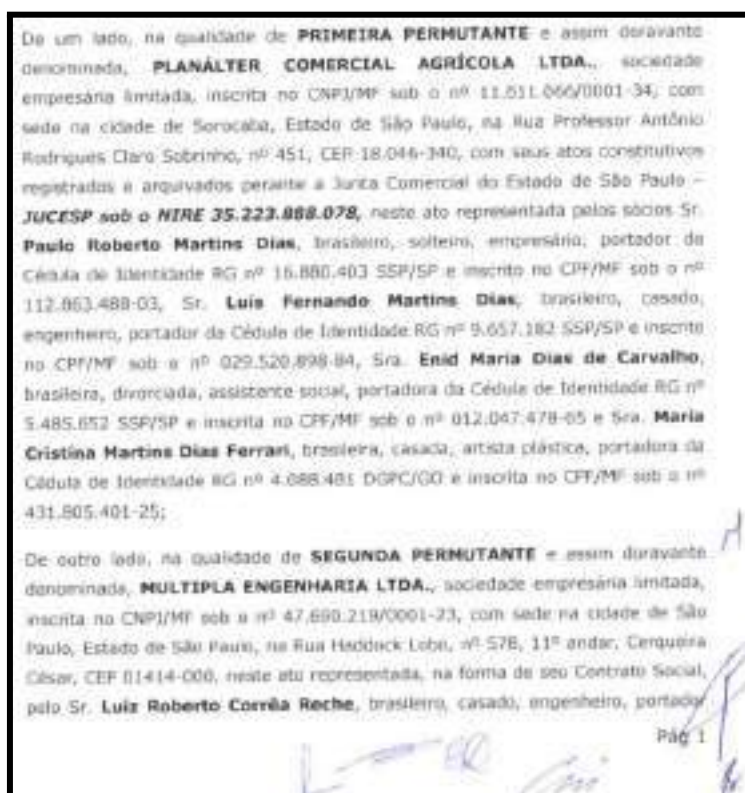 De um lado, na qualidade de PRIMEIRA PERMUTANTE e assim doravante
denominada, PLANÁLTER COMERCIAL AGRÍCOLA LTDA., sociedade
empresária limitada, inscrita no CNPJ/MF sob o nº 11.611.066/0001-34, com
sede na cidade de Sorocaba, Estado de São Paulo, na Rua Professor Antônio
Rodrigues Claro Sobrinho, nº 451, CEP 18.046-340, com seus atos constitutivos
registrados e arquivados perante a Junta Comercial do Estado de São Paulo –
JUCESP sob o NIRE 35.223.888.078, neste ato representada pelos sócios Sr.
Paulo Roberto Martins Dias, brasileiro, solteiro, empresário, portador da
Cédula de Identidade RG nº 16.880.403 SSP/SP e inscrito no CPF/MF sob o nº
112.863.488-03, Sr. Luís Fernando Martins Dias, brasileiro, casado,
engenheiro, portador da Cédula de Identidade RG nº 9.657.182 SSP/SP e inscrito
no CPF/MF sob o nº 029.520.898-84, Sra. Enid Maria Dias de Carvalho,
brasileira, divorciada, assistente social, portadora da Cédula de Identidade RG nº
5.485.652 SSP/SP e inscrita no CPF/MF sob o nº 012.047.478-65 e Sra. Maria
Cristina Martins Dias Ferrari, brasileira, casada, artista plástica, portadora da
Cédula de Identidade RG nº 4.088.481 DGPC/GO e inscrita no CPF/MF sob o nº
431.805.401-25;
De outro lado, na qualidade de SEGUNDA PERMUTANTE e assim doravante
denominada, MULTIPLA ENGENHARIA LTDA., sociedade empresária limitada,
inscrita no CNPJ/MF sob o nº 47.690.219/0001-23, com sede na cidade de São
Paulo, Estado de São Paulo, na Rua Haddock Lobo, nº 578, 11º andar, Cerqueira
César, CEP 01414-000, neste ato representada, na forma de seu Contrato Social,
pelo Sr. Luiz Roberto Corrêa Reche, brasileiro, casado, engenheiro, portador
Pág 1